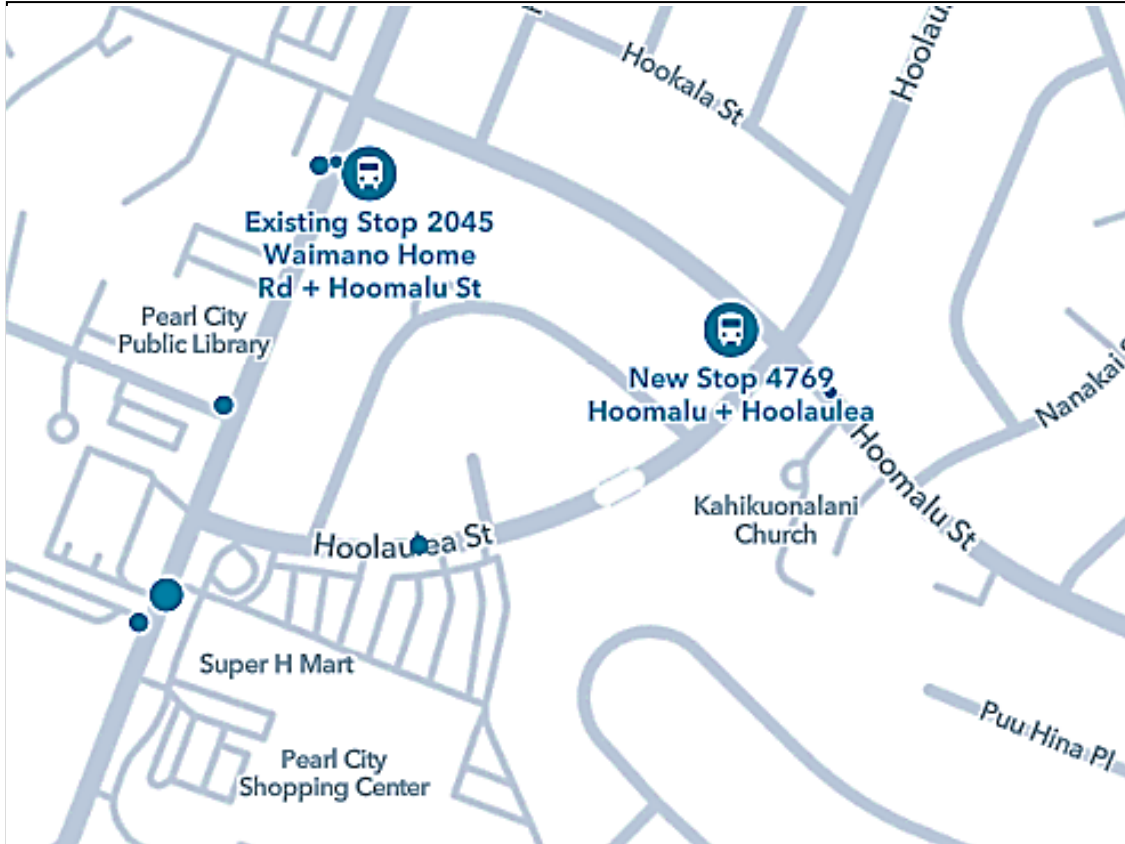 Hookala St
Hoolau
Existing Stop 2045
Waimano Home
Rd + Hoomalu St
Pearl City
Public Library
New Stop 4769
Hoomalu + Hoolaulea
Nanakai S
Hoomalu St
Kahikuonalani
Church
Hoolaulea St
Super H Mart
Puu Hina Pl
Pearl City
Shopping Center